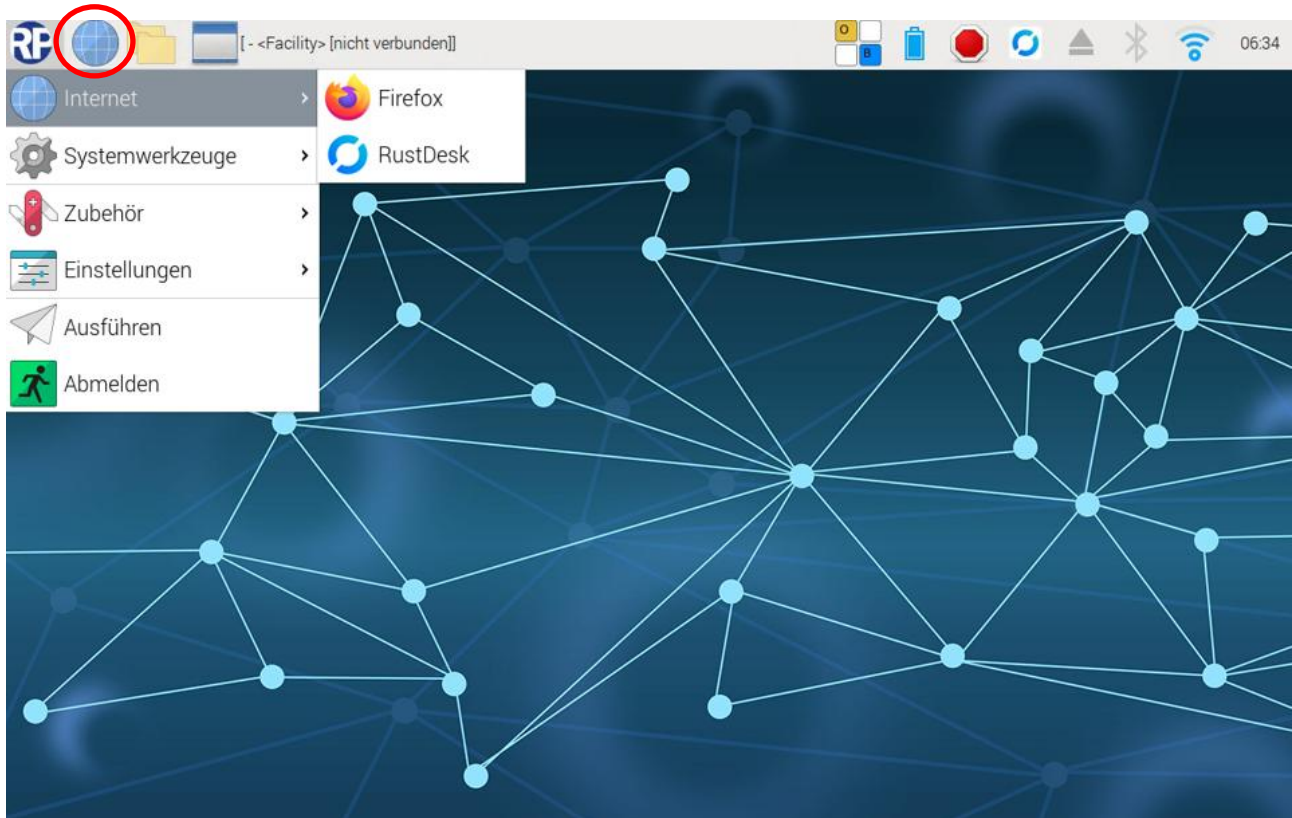 RP
[ - <Facility> [nicht verbunden]]
O
B
06:34
Internet
Firefox
Systemwerkzeuge
RustDesk
Zubehör
Einstellungen
Ausführen
Abmelden